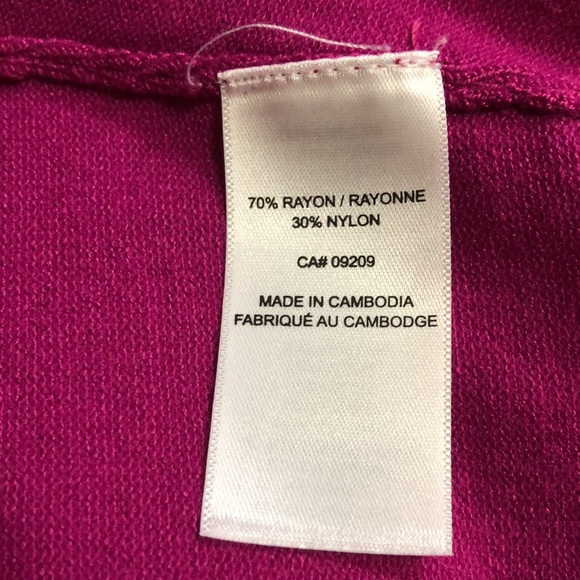 70% RAYON / RAYONNE
30% NYLON
CA# 09209
MADE IN CAMBODIA
FABRIQUÉ AU CAMBODGE